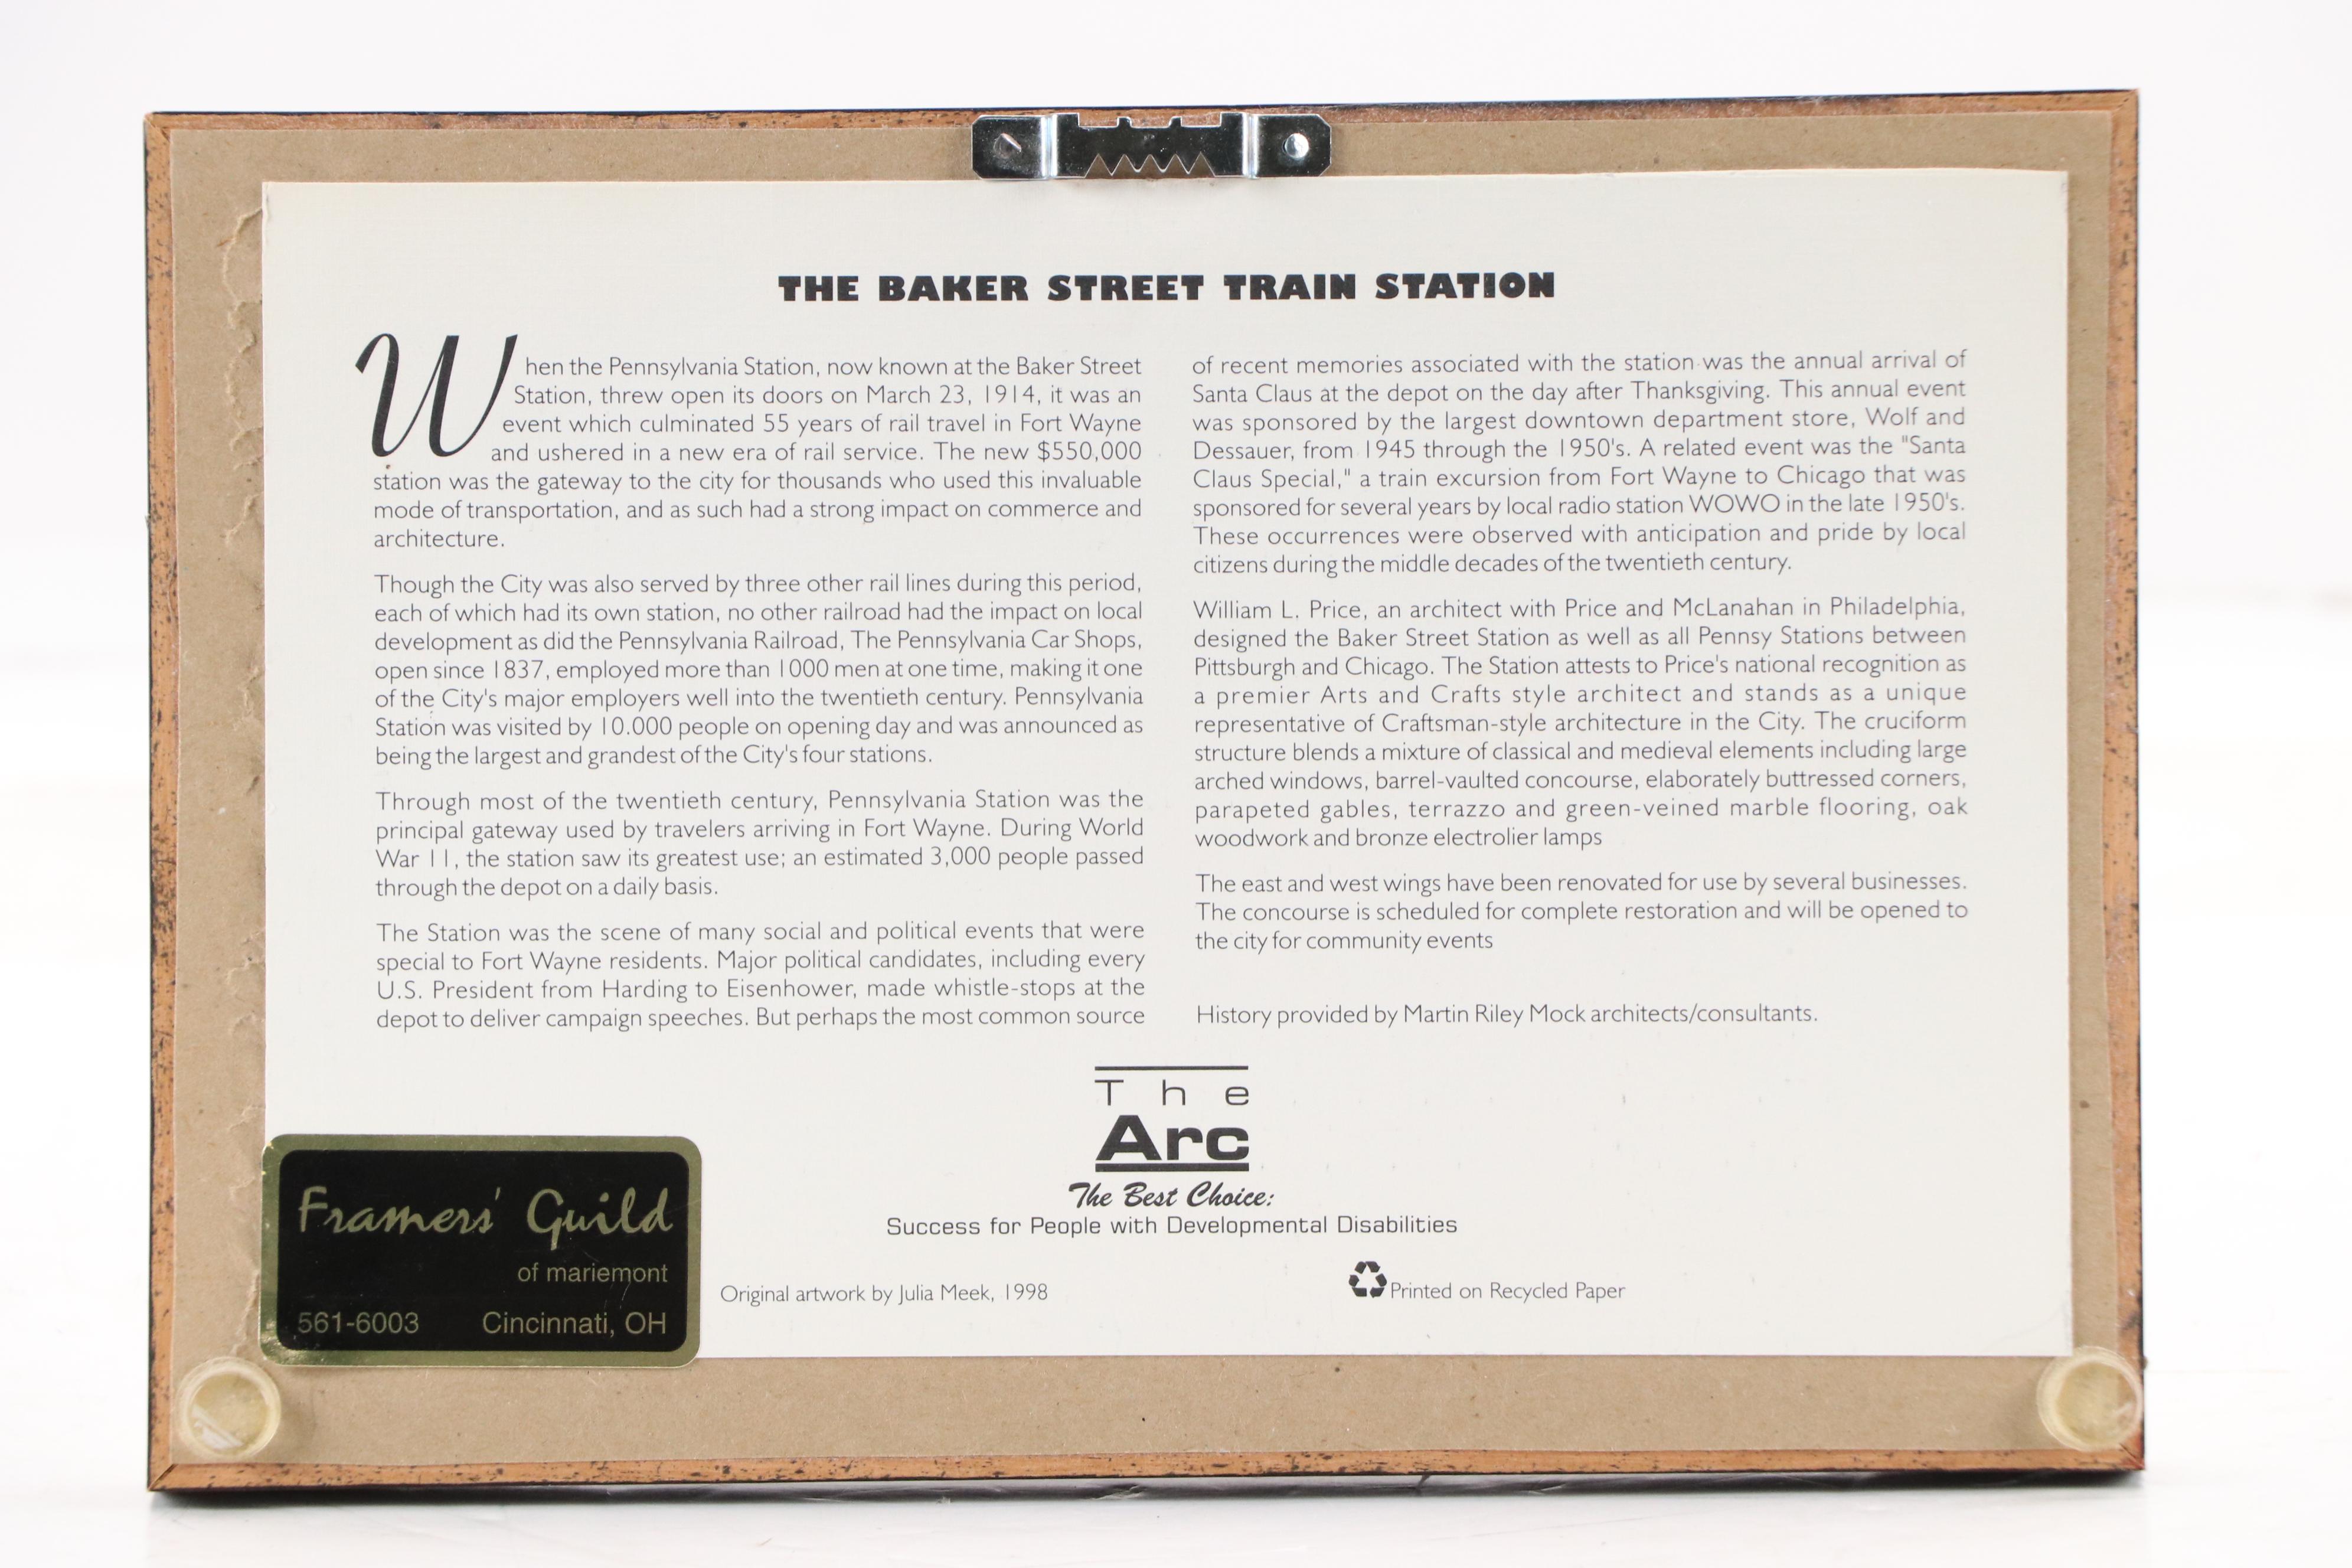 THE BAKER STREET TRAIN STATION
When the Pennsylvania Station, now known at the Baker Street
Station, threw open its doors on March 23, 1914, it was an
event which culminated 55 years of rail travel in Fort Wayne
and ushered in a new era of rail service. The new $550,000
station was the gateway to the city for thousands who used this invaluable
mode of transportation, and as such had a strong impact on commerce and
architecture.
Though the City was also served by three other rail lines during this period,
each of which had its own station, no other railroad had the impact on local
development as did the Pennsylvania Railroad, The Pennsylvania Car Shops,
open since 1837, employed more than 1000 men at one time, making it one
of the City's major employers well into the twentieth century. Pennsylvania
Station was visited by 10.000 people on opening day and was announced as
being the largest and grandest of the City's four stations.
Through most of the twentieth century, Pennsylvania Station was the
principal gateway used by travelers arriving in Fort Wayne. During World
War 11, the station saw its greatest use; an estimated 3,000 people passed
through the depot on a daily basis.
The Station was the scene of many social and political events that were
special to Fort Wayne residents. Major political candidates, including every
U.S. President from Harding to Eisenhower, made whistle-stops at the
depot to deliver campaign speeches. But perhaps the most common source
of recent memories associated with the station was the annual arrival of
Santa Claus at the depot on the day after Thanksgiving. This annual event
was sponsored by the largest downtown department store, Wolf and
Dessauer, from 1945 through the 1950's. A related event was the "Santa
Claus Special," a train excursion from Fort Wayne to Chicago that was
sponsored for several years by local radio station WOWO in the late 1950's.
These occurrences were observed with anticipation and pride by local
citizens during the middle decades of the twentieth century.
William L. Price, an architect with Price and McLanahan in Philadelphia,
designed the Baker Street Station as well as all Pennsy Stations between
Pittsburgh and Chicago. The Station attests to Price's national recognition as
a premier Arts and Crafts style architect and stands as a unique
representative of Craftsman-style architecture in the City. The cruciform
structure blends a mixture of classical and medieval elements including large
arched windows, barrel-vaulted concourse, elaborately buttressed corners,
parapeted gables, terrazzo and green-veined marble flooring, oak
woodwork and bronze electrolier lamps
The east and west wings have been renovated for use by several businesses.
The concourse is scheduled for complete restoration and will be opened to
the city for community events
History provided by Martin Riley Mock architects/consultants.
The
Arc
The Best Choice:
Success for People with Developmental Disabilities
Original artwork by Julia Meek, 1998
Printed on Recycled Paper
Framers' Guild
of mariemont
561-6003 Cincinnati, OH